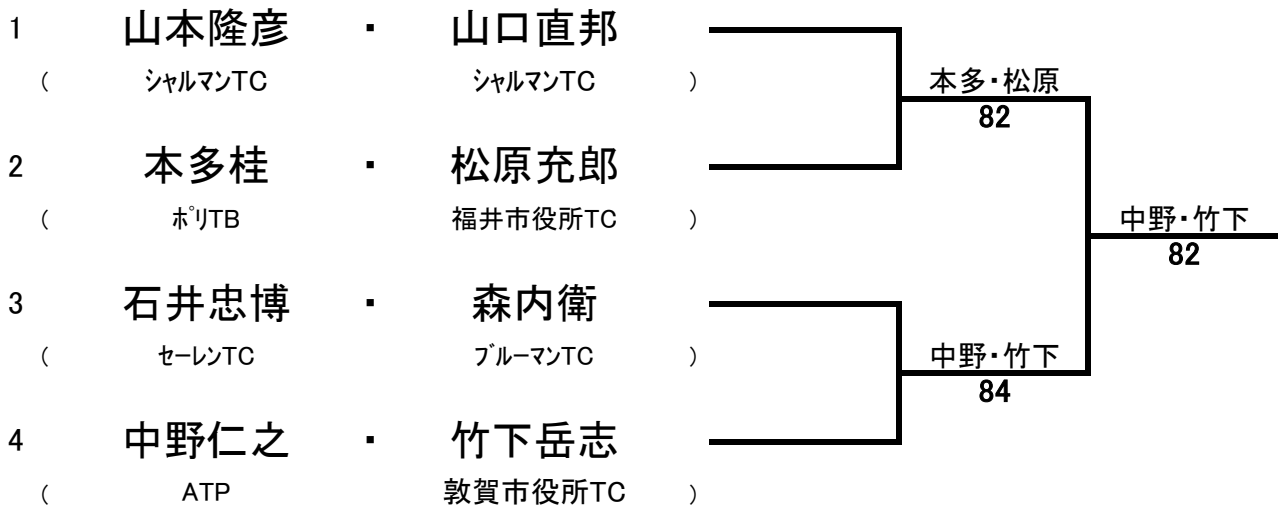 1 山本隆彦 ・ 山口直邦
( シャルマンTC シャルマンTC )
本多・松原
82
2 本多桂 ・ 松原充郎
( ポリTB 福井市役所TC )
中野・竹下
82
3 石井忠博 ・ 森内衛
( セーレンTC ブルーマンTC )
中野・竹下
84
4 中野仁之 ・ 竹下岳志
( ATP 敦賀市役所TC )